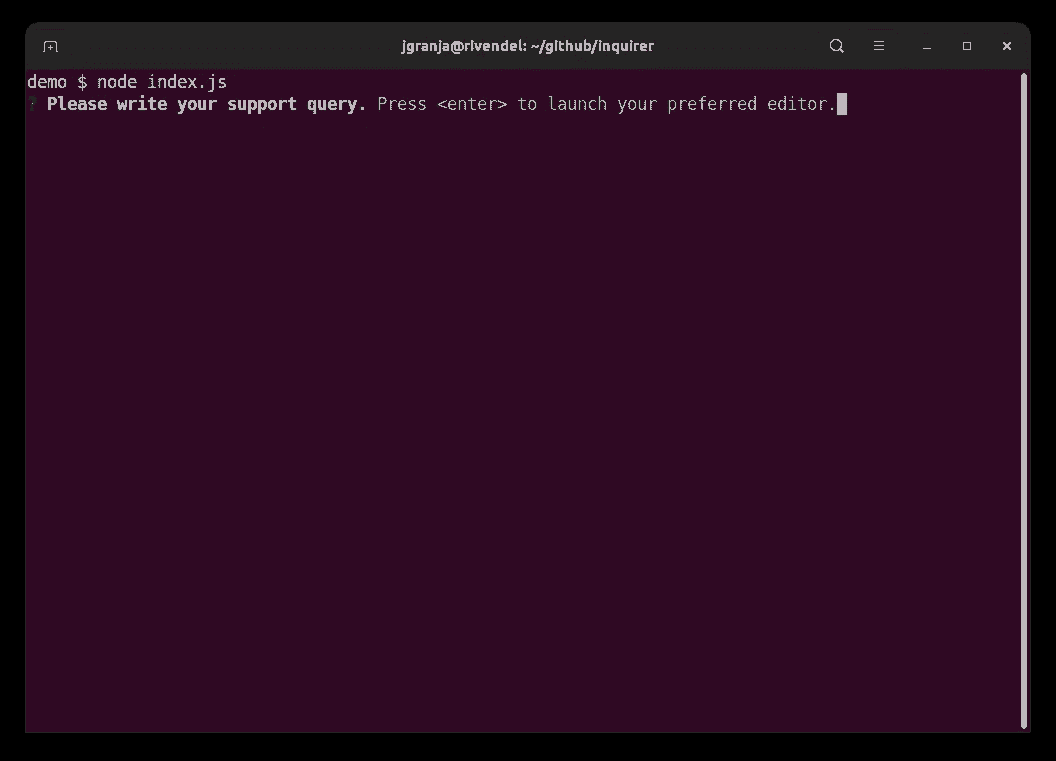 jgranja@rivendel: ~/github/inquirer
demo $ node index.js
? Please write your support query. Press <enter> to launch your preferred editor.